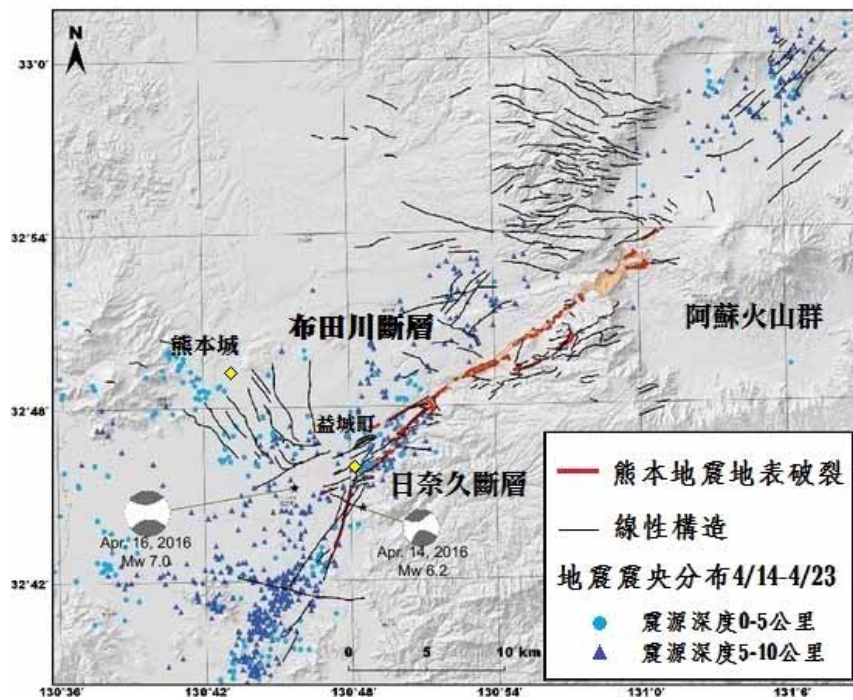 N
33°0'
32°54'
32°48'
32°42'
布田川斷層
熊本城
阿蘇火山群
益城町
日奈久斷層
Apr. 16, 2016
Mw 7.0
Apr. 14, 2016
Mw 6.2
熊本地震地表破裂
線性構造
地震震央分布4/14-4/23
震源深度0-5公里
震源深度5-10公里
0 5 10 km
130°36'
130°42'
130°48'
130°54'
131°0'
131°6'